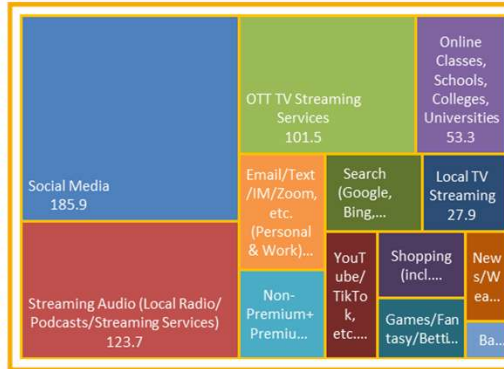 Social Media
185.9
Streaming Audio (Local Radio/
Podcasts/Streaming Services)
123.7
OTT TV Streaming
Services
101.5
Online
Classes,
Schools,
Colleges,
Universities
53.3
Email/Text
/IM/Zoom,
etc.
(Personal
& Work)...
Search
(Google,
Bing,...
Local TV
Streaming
27.9
Non-
Premium+
Premiu...
YouT
ube/
TikTo
k,
etc....
Shopping
(incl....
Games/Fan
tasy/Betti...
New
s/W
ea...
Ba...